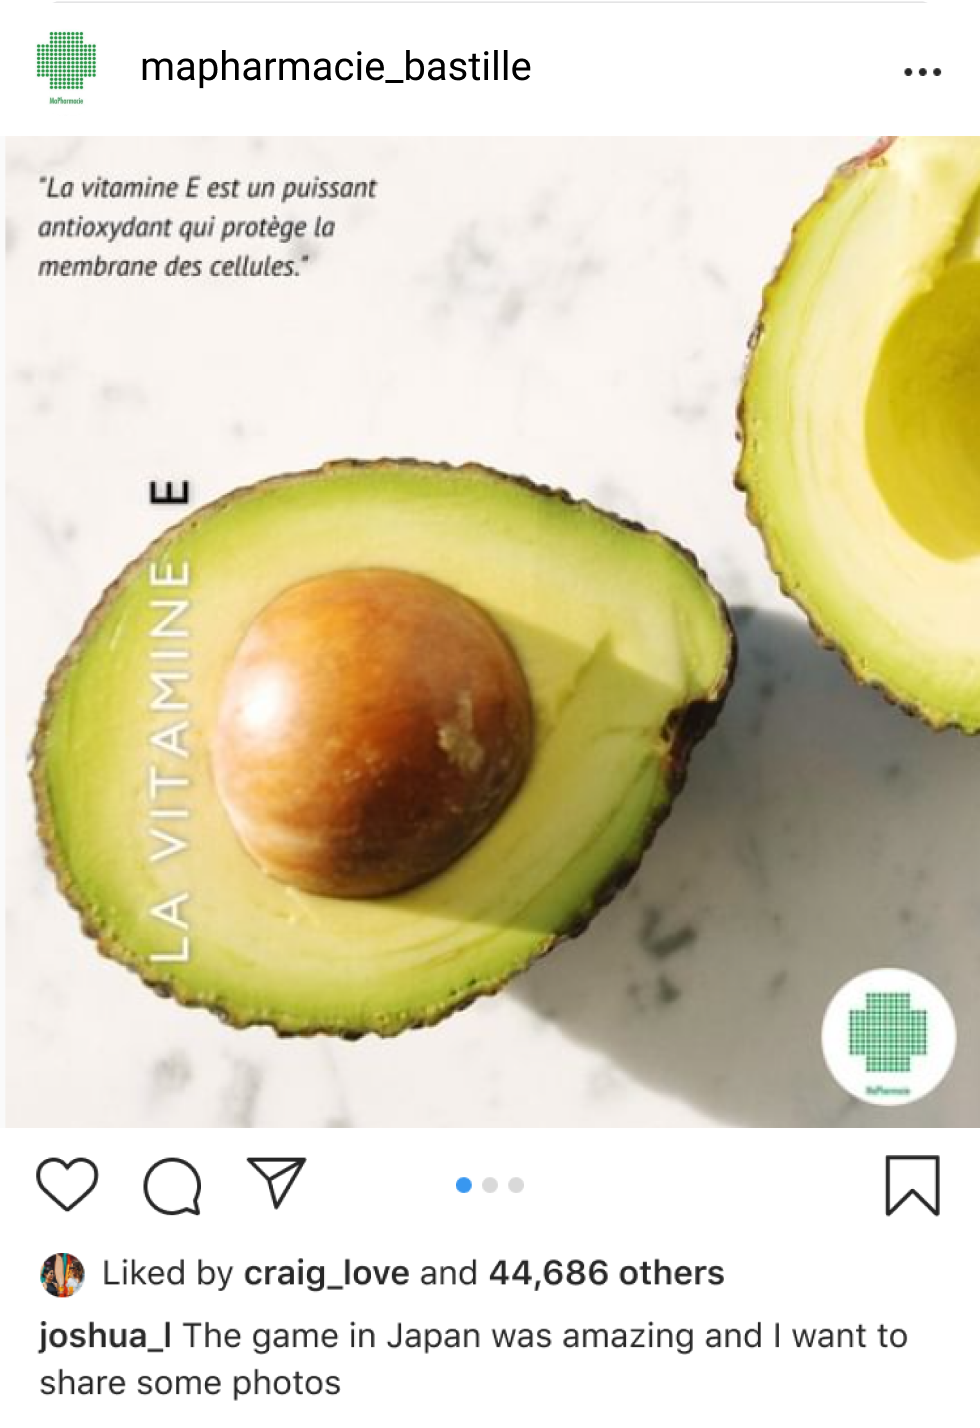 MaPharmacie
mapharmacie_bastille
"La vitamine E est un puissant
antioxydant qui protège la
membrane des cellules."
LA VITAMINE E
MaPharmacie
Liked by craig_love and 44,686 others
joshua_l The game in Japan was amazing and I want to
share some photos